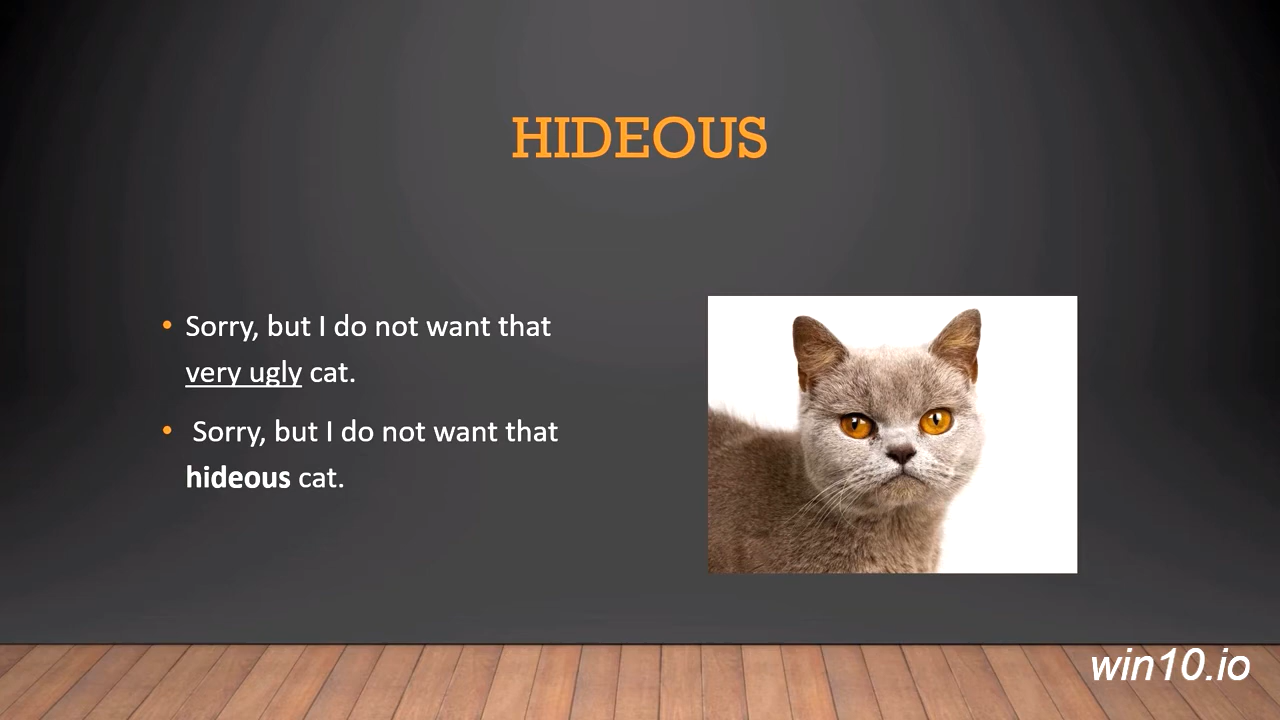 HIDEOUS
• Sorry, but I do not want that
very ugly cat.
• Sorry, but I do not want that
hideous cat.
win10.io